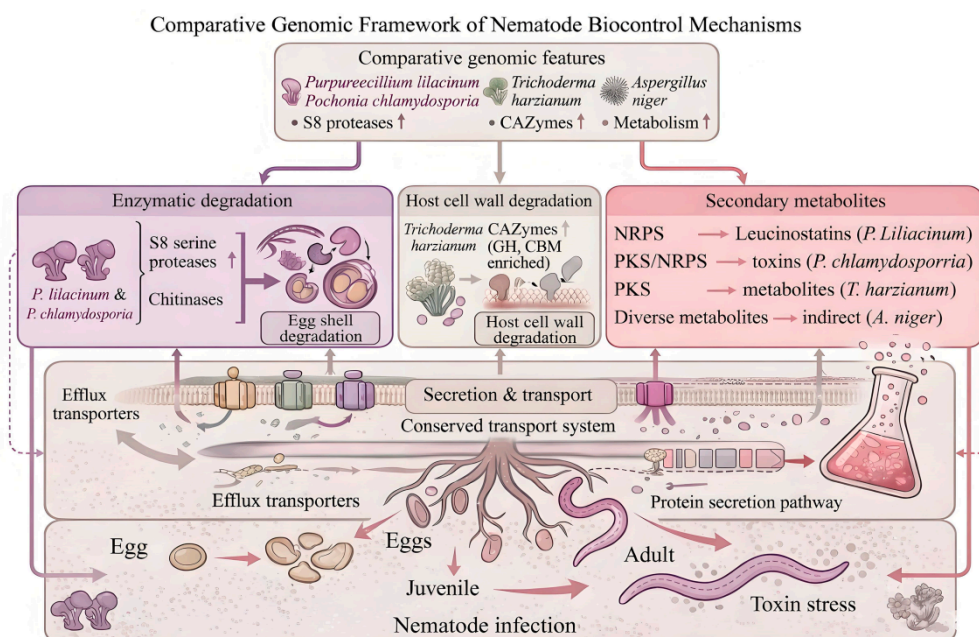 Comparative Genomic Framework of Nematode Biocontrol Mechanisms
Comparative genomic features
Purpureecillium lilacinum
Pochonia chlamydosporia
• S8 proteases ↑
Trichoderma
harzianum
• CAZymes ↑
Aspergillus
niger
• Metabolism ↑
Enzymatic degradation
P. lilacinum &
P. chlamydosporia
S8 serine
proteases ↑
Chitinases
Egg shell
degradation
Host cell wall degradation
Trichoderma
harzianum
CAZymes ↑
(GH, CBM
enriched)
Host cell wall
degradation
Secondary metabolites
NRPS → Leucinostatins (P. Liliacinum)
PKS/NRPS → toxins (P. chlamydosporria)
PKS → metabolites (T. harzianum)
Diverse metabolites → indirect (A. niger)
Efflux
transporters
Secretion & transport
Conserved transport system
Efflux transporters
Protein secretion pathway
Egg
Eggs
Juvenile
Adult
Toxin stress
Nematode infection